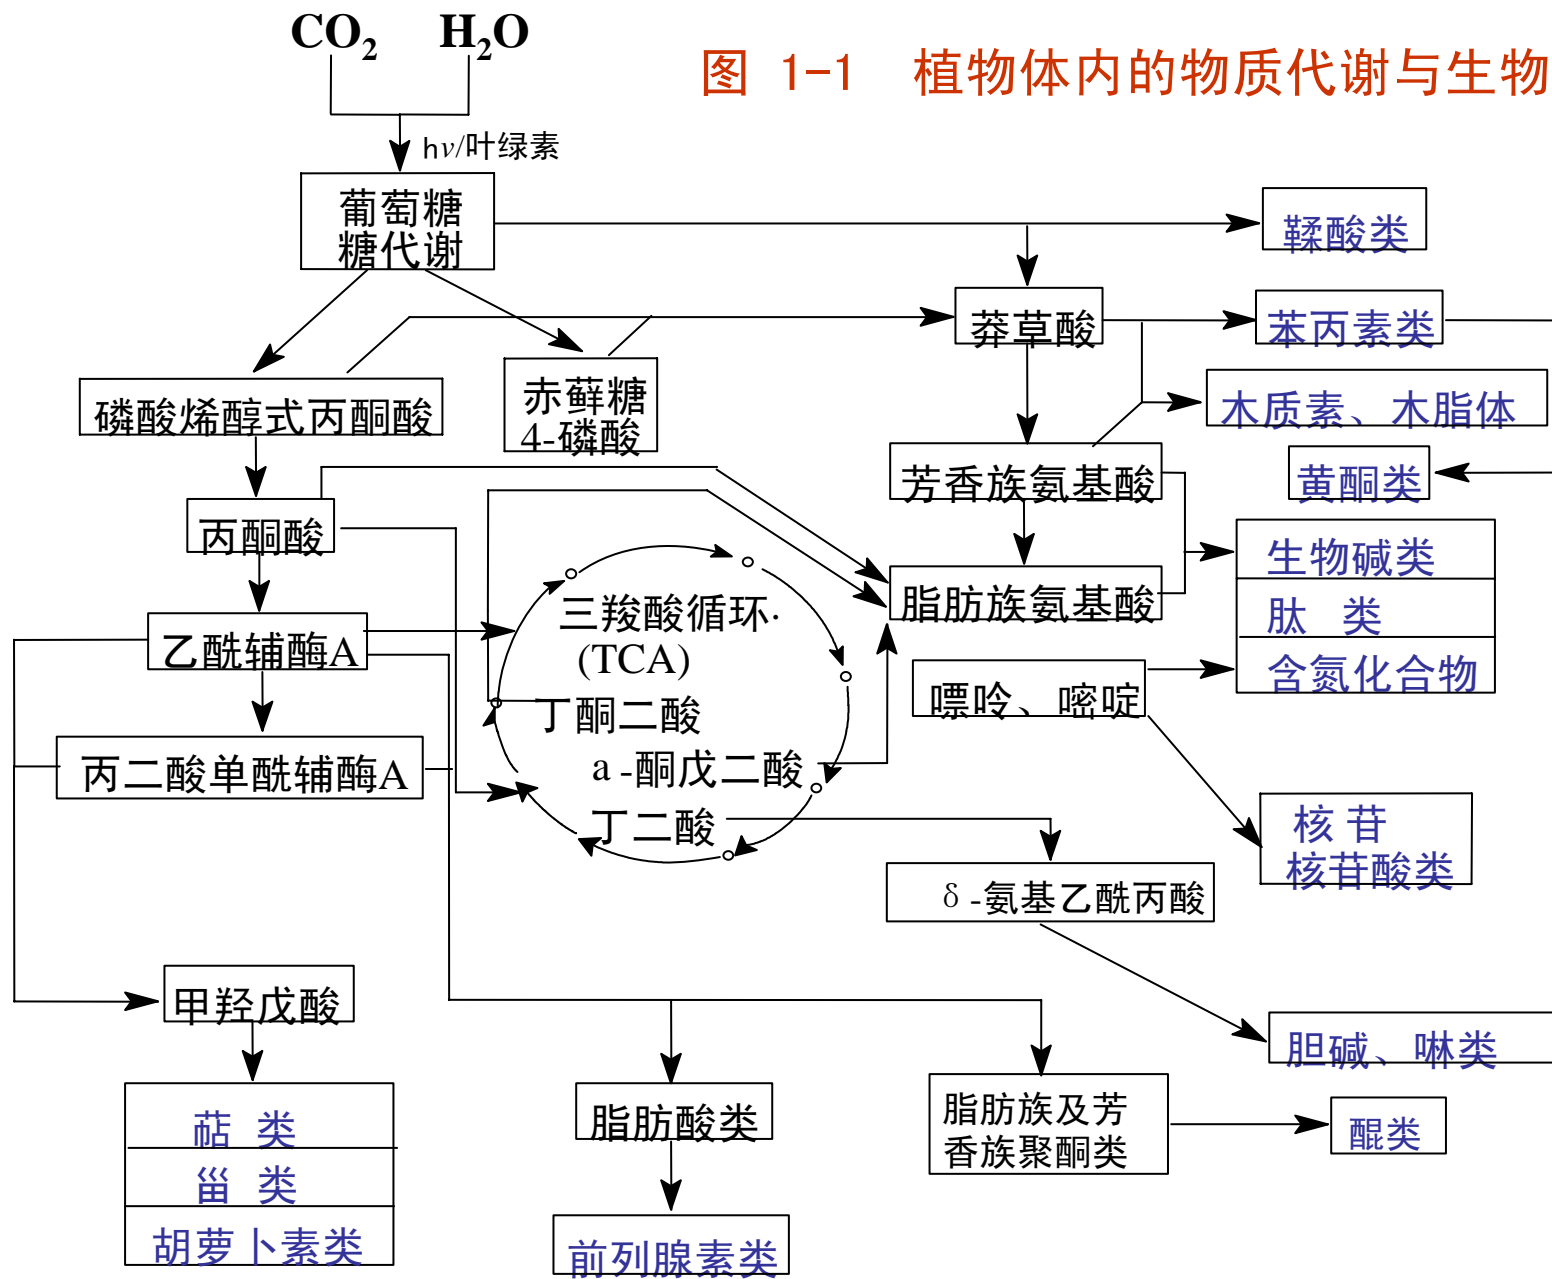 CO₂ H₂O
图 1-1 植物体内的物质代谢与生物
hν/叶绿素
葡萄糖
糖代谢
鞣酸类
莽草酸
苯丙素类
磷酸烯醇式丙酮酸
赤藓糖
4-磷酸
木质素、木脂体
芳香族氨基酸
黄酮类
丙酮酸
生物碱类
脂肪族氨基酸
肽 类
三羧酸循环·
(TCA)
乙酰辅酶A
含氮化合物
嘌呤、嘧啶
丁酮二酸
a-酮戊二酸
丙二酸单酰辅酶A
丁二酸
核 苷
核苷酸类
δ-氨基乙酰丙酸
甲羟戊酸
胆碱、啉类
萜 类
甾 类
胡萝卜素类
脂肪酸类
前列腺素类
脂肪族及芳
香族聚酮类
醌类